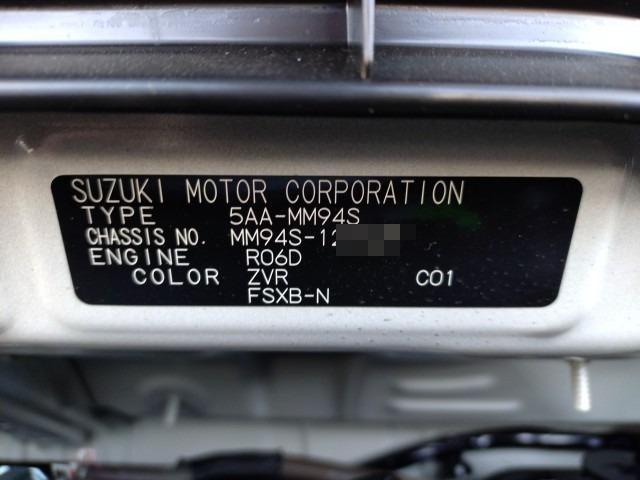 SUZUKI MOTOR CORPORATION
TYPE 5AA-MM94S
CHASSIS NO. MM94S-12
ENGINE R06D
COLOR ZVR C01
FSXB-N